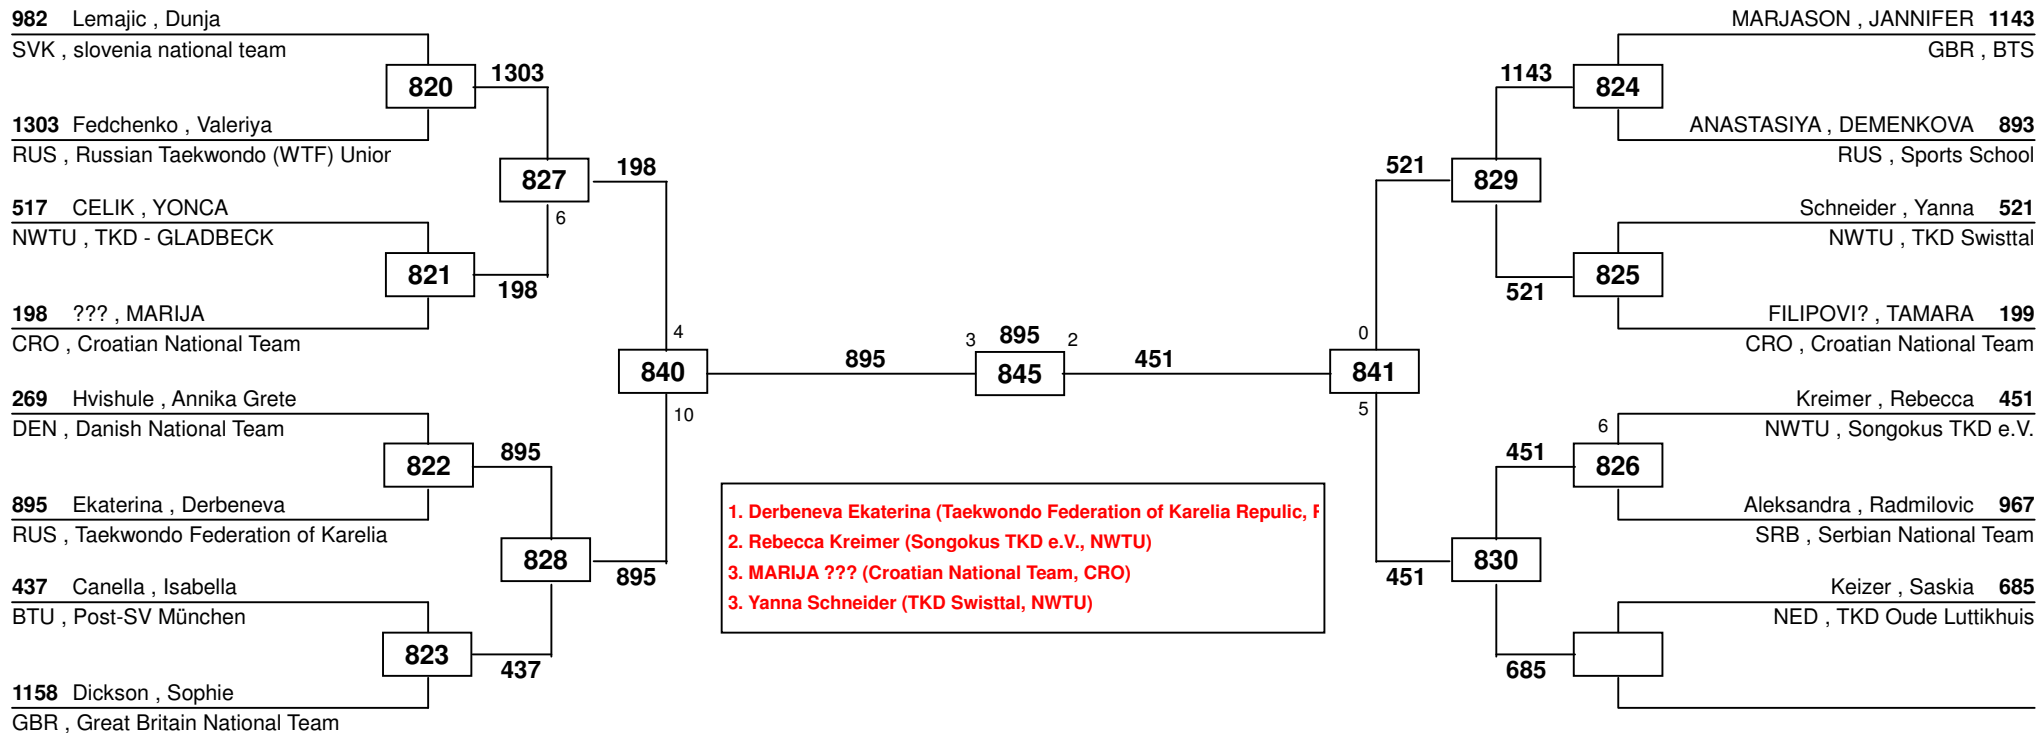 982 Lemajic , Dunja
SVK , slovenia national team
820
1303
1303 Fedchenko , Valeriya
RUS , Russian Taekwondo (WTF) Unior
827
198
6
517 CELIK , YONCA
NWTU , TKD - GLADBECK
821
198
198 ??? , MARIJA
CRO , Croatian National Team
4
840
10
895
269 Hvishule , Annika Grete
DEN , Danish National Team
822
895
895 Ekaterina , Derbeneva
RUS , Taekwondo Federation of Karelia
828
895
437 Canella , Isabella
BTU , Post-SV München
823
437
1158 Dickson , Sophie
GBR , Great Britain National Team
3 895 2
845
451
1. Derbeneva Ekaterina (Taekwondo Federation of Karelia Repulic, F
2. Rebecca Kreimer (Songokus TKD e.V., NWTU)
3. MARIJA ??? (Croatian National Team, CRO)
3. Yanna Schneider (TKD Swisttal, NWTU)
MARJASON , JANNIFER 1143
GBR , BTS
1143
824
ANASTASIYA , DEMENKOVA 893
RUS , Sports School
521
829
Schneider , Yanna 521
NWTU , TKD Swisttal
825
521
FILIPOVI? , TAMARA 199
CRO , Croatian National Team
0
841
5
Kreimer , Rebecca 451
NWTU , Songokus TKD e.V.
6
451
826
Aleksandra , Radmilovic 967
SRB , Serbian National Team
830
451
Keizer , Saskia 685
NED , TKD Oude Luttikhuis
685